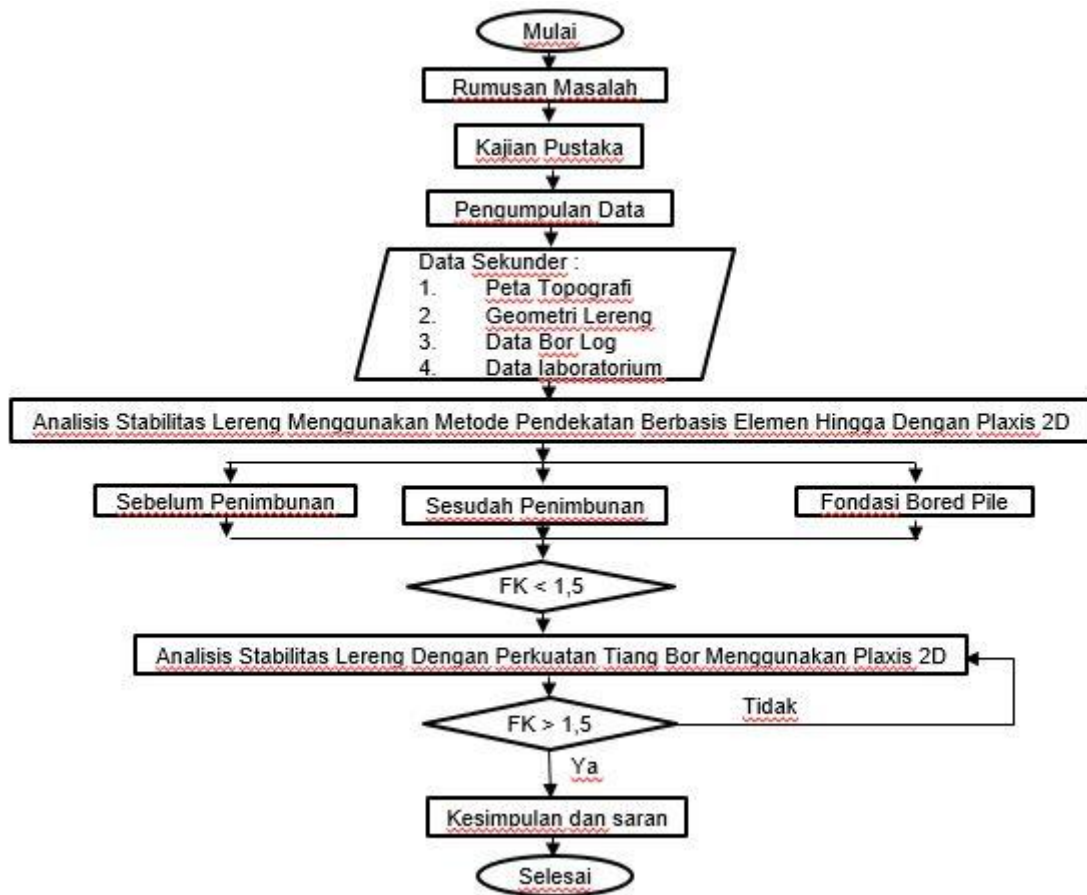 Mulai
Rumusan Masalah
Kajian Pustaka
Pengumpulan Data
Data Sekunder :
1. Peta Topografi
2. Geometri Lereng
3. Data Bor Log
4. Data laboratorium
Analisis Stabilitas Lereng Menggunakan Metode Pendekatan Berbasis Elemen Hingga Dengan Plaxis 2D
Sebelum Penimbunan
Sesudah Penimbunan
Fondasi Bored Pile
FK < 1,5
Analisis Stabilitas Lereng Dengan Perkuatan Tiang Bor Menggunakan Plaxis 2D
FK > 1,5
Tidak
Ya
Kesimpulan dan saran
Selesai